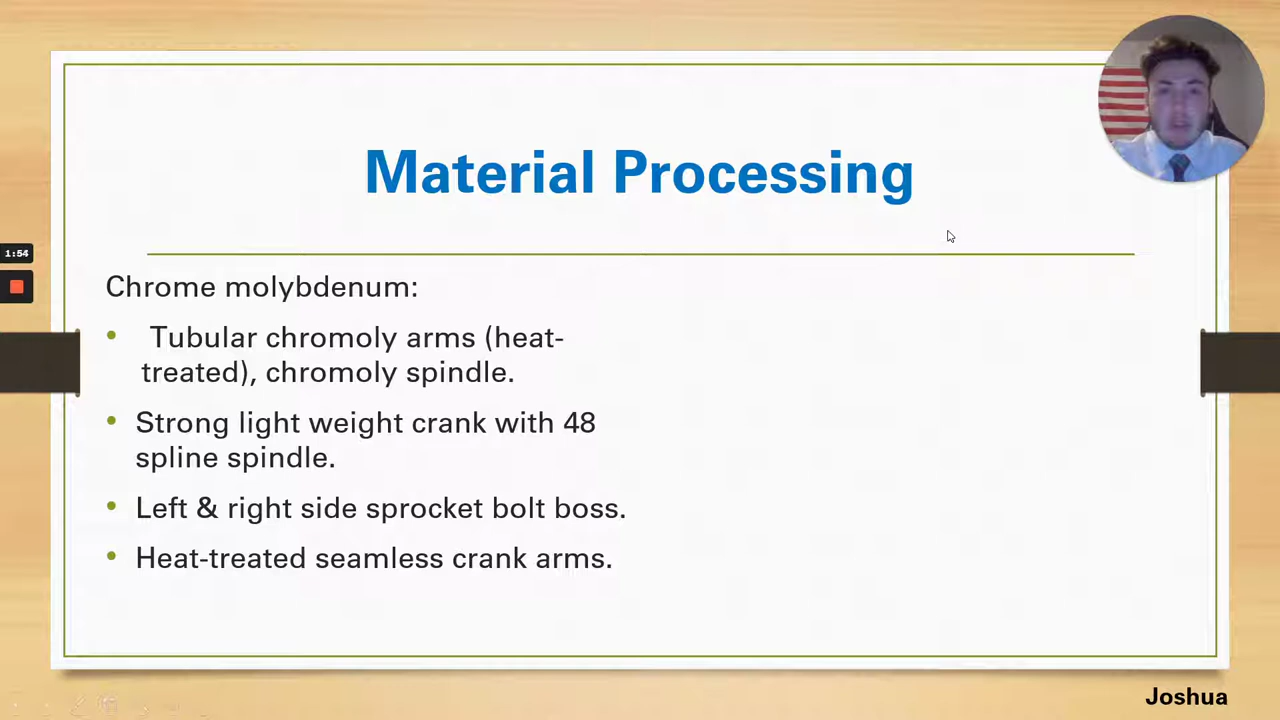 Material Processing
1:54
Chrome molybdenum:
• Tubular chromoly arms (heat-
treated), chromoly spindle.
• Strong light weight crank with 48
spline spindle.
• Left & right side sprocket bolt boss.
• Heat-treated seamless crank arms.
Joshua